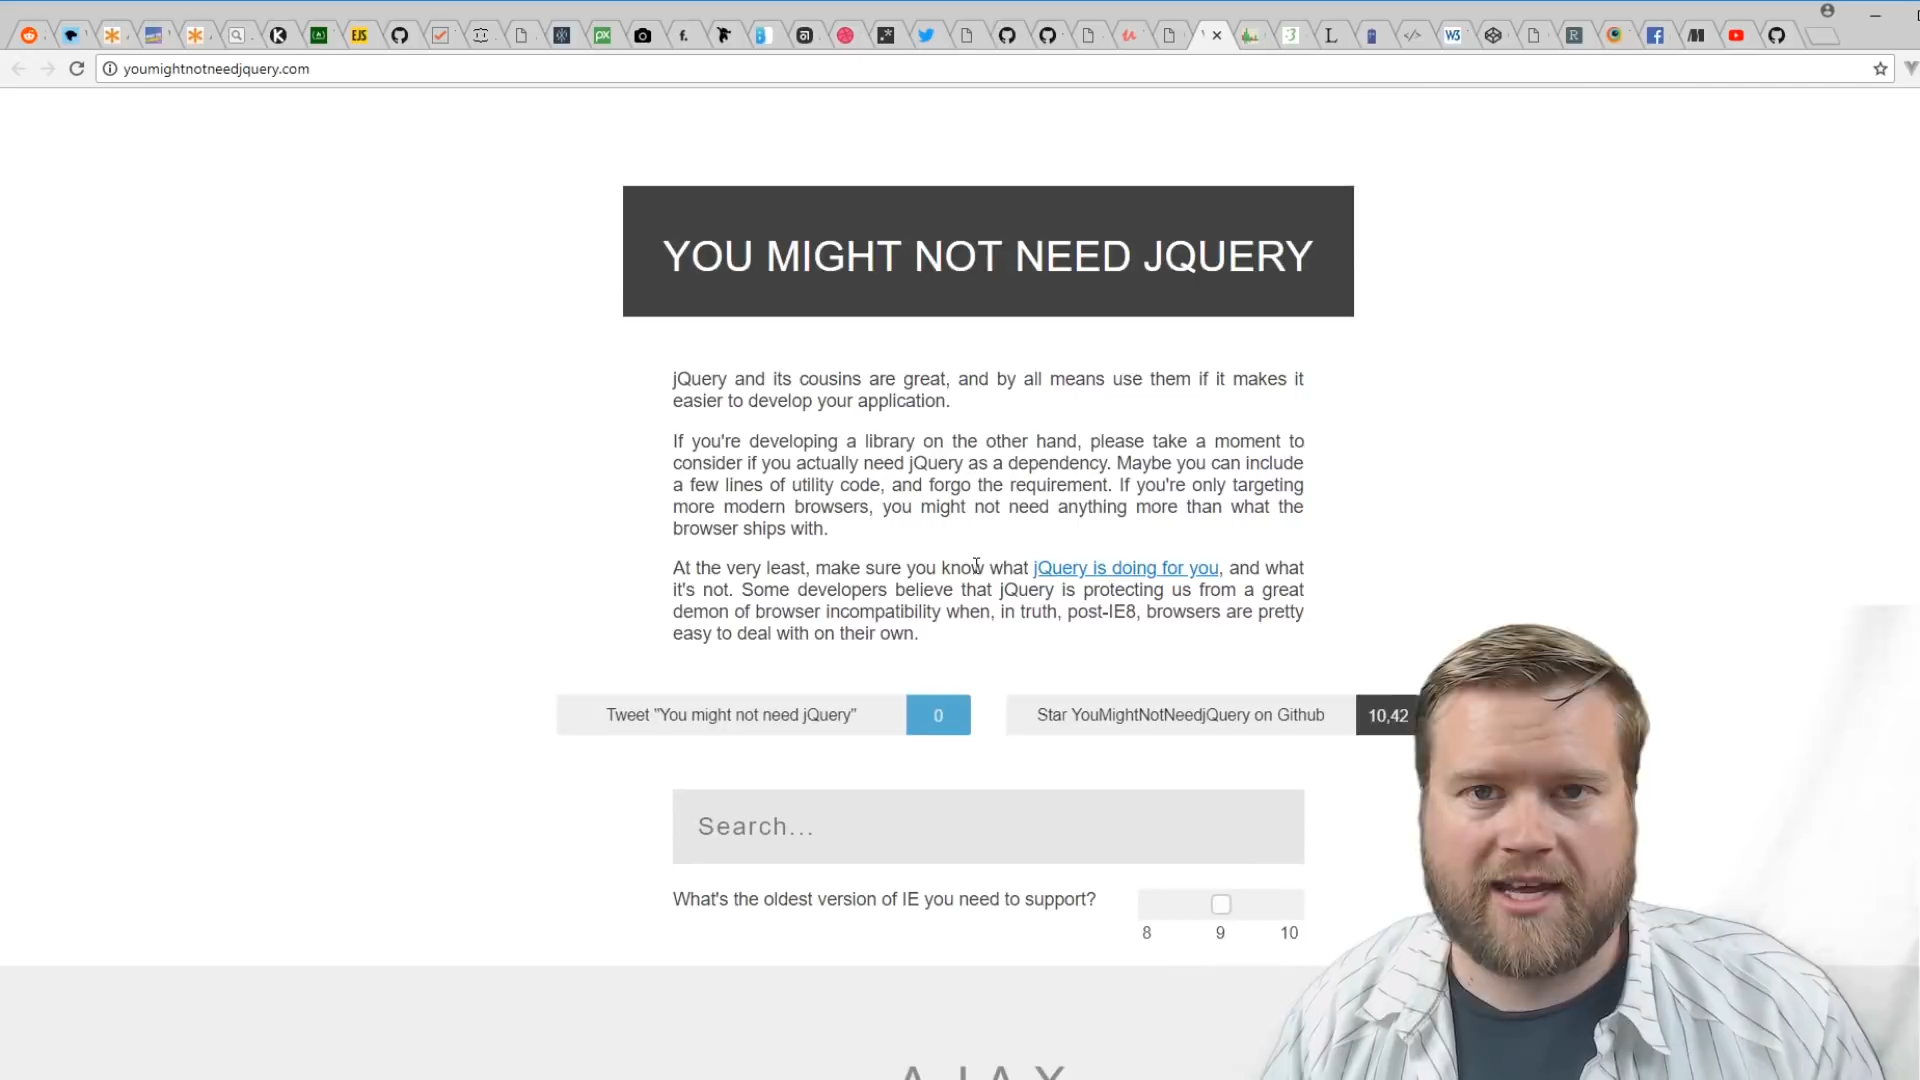 youmightnotneedjquery.com
YOU MIGHT NOT NEED JQUERY
jQuery and its cousins are great, and by all means use them if it makes it
easier to develop your application.
If you're developing a library on the other hand, please take a moment to
consider if you actually need jQuery as a dependency. Maybe you can include
a few lines of utility code, and forgo the requirement. If you're only targeting
more modern browsers, you might not need anything more than what the
browser ships with.
At the very least, make sure you know what jQuery is doing for you, and what
it's not. Some developers believe that jQuery is protecting us from a great
demon of browser incompatibility when, in truth, post-IE8, browsers are pretty
easy to deal with on their own.
Tweet "You might not need jQuery" 0
Star YouMightNotNeedjQuery on Github 10,42
Search...
What's the oldest version of IE you need to support?
8 9 10
AJAX